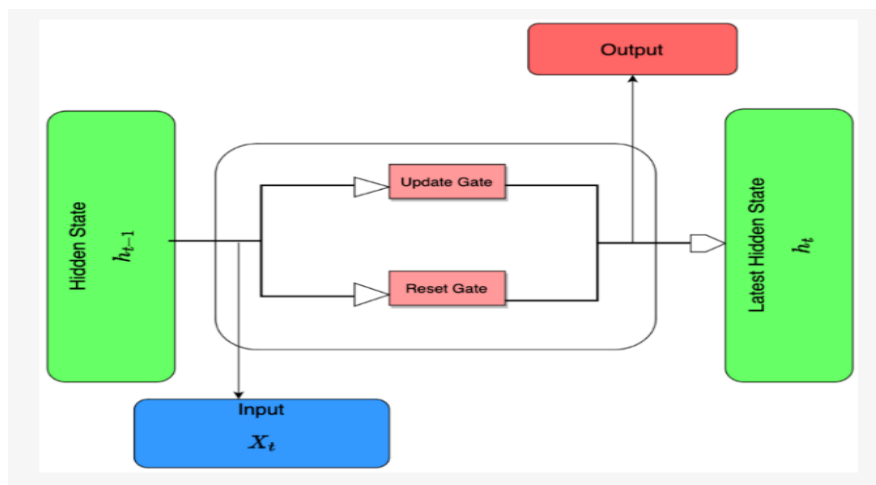 Output
Hidden State
h_{t-1}
Update Gate
Reset Gate
Latest Hidden State
h_t
Input
X_t